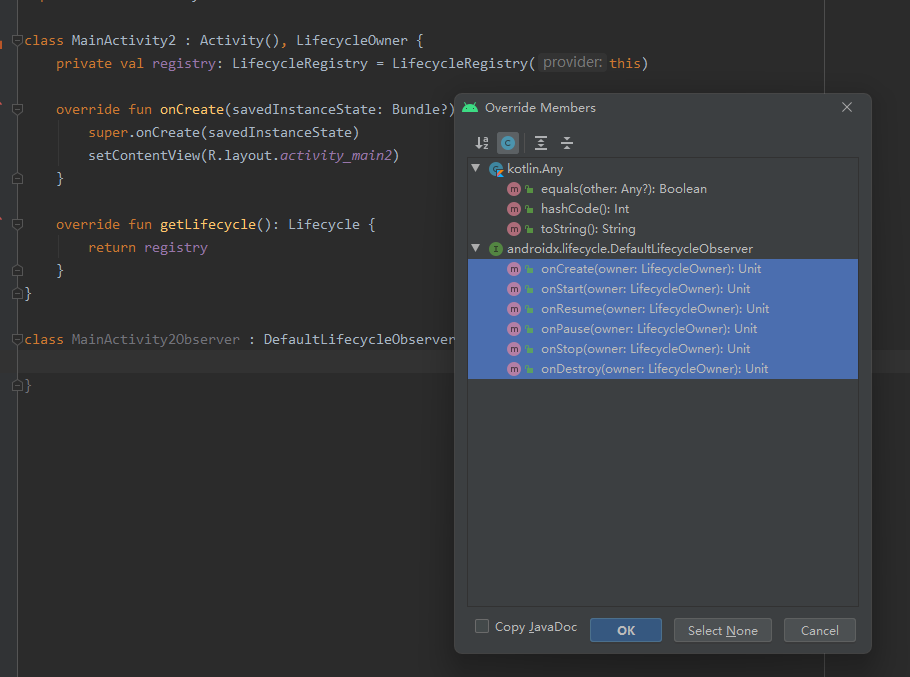 class MainActivity2 : Activity(), LifecycleOwner {
private val registry: LifecycleRegistry = LifecycleRegistry( provider: this)
override fun onCreate(savedInstanceState: Bundle?)
super.onCreate(savedInstanceState)
setContentView(R.layout.activity_main2)
}
override fun getLifecycle(): Lifecycle {
return registry
}
}
class MainActivity2Observer : DefaultLifecycleObserver
}
Override Members
kotlin.Any
equals(other: Any?): Boolean
hashCode(): Int
toString(): String
androidx.lifecycle.DefaultLifecycleObserver
onCreate(owner: LifecycleOwner): Unit
onStart(owner: LifecycleOwner): Unit
onResume(owner: LifecycleOwner): Unit
onPause(owner: LifecycleOwner): Unit
onStop(owner: LifecycleOwner): Unit
onDestroy(owner: LifecycleOwner): Unit
Copy JavaDoc
OK
Select None
Cancel